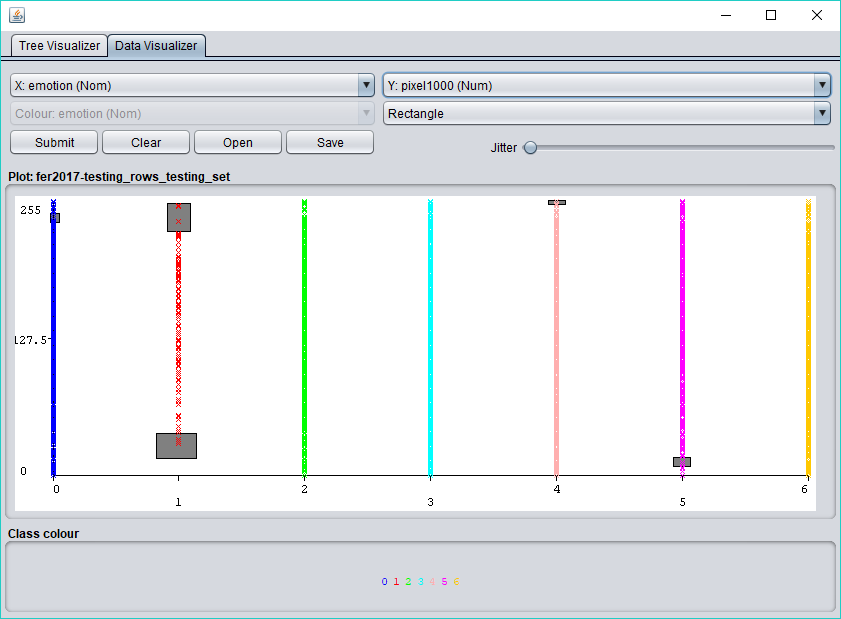 Tree Visualizer Data Visualizer
X: emotion (Nom) Y: pixel1000 (Num)
Colour: emotion (Nom) Rectangle
Submit Clear Open Save Jitter
Plot: fer2017-testing_rows_testing_set
255
127.5
0
0 2 4 6
1 3 5
Class colour
0 1 2 3 4 5 6